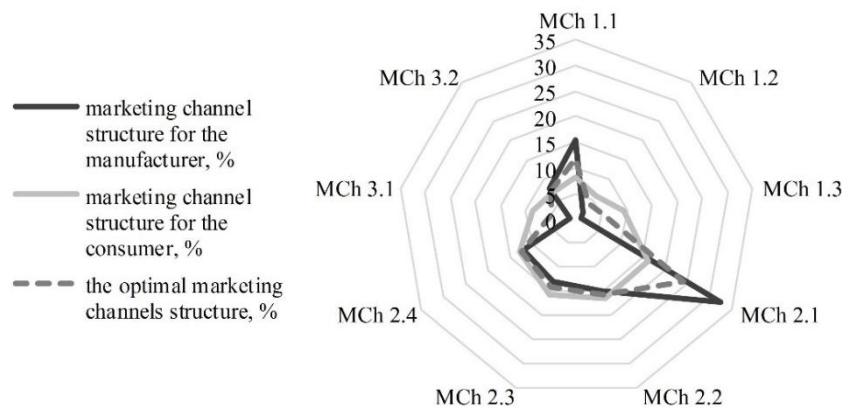 marketing channel
structure for the
manufacturer, %
marketing channel
structure for the
consumer, %
the optimal marketing
channels structure, %
MCh 1.1
35
30
25
20
15
10
5
0
MCh 1.2
MCh 1.3
MCh 2.1
MCh 2.2
MCh 2.3
MCh 2.4
MCh 3.1
MCh 3.2